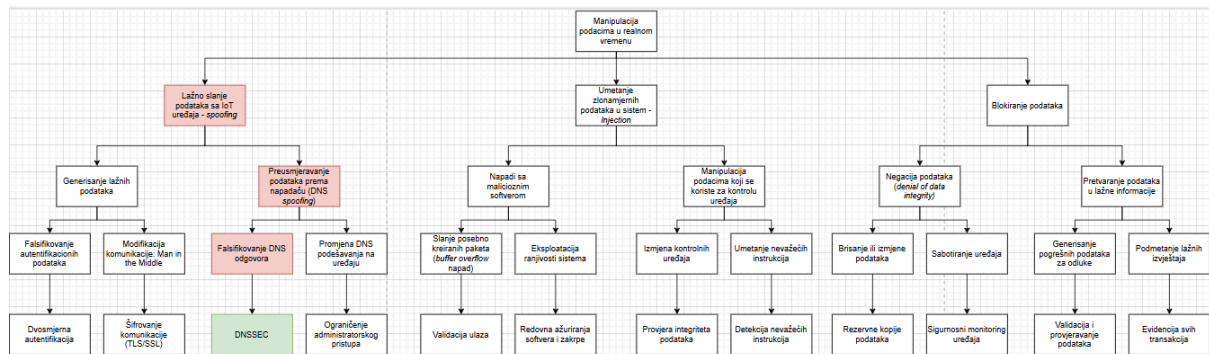 Manipulacija
podacima u realnom
vremenu
Lažno slanje
podataka sa IoT
uređaja - spoofing
Umetanje
zlonamjernih
podataka u sistem -
Injection
Blokiranje podataka
Generisanje lažnih
podataka
Preusmjeravanje
podataka prema
napadaču (DNS
spoofing)
Napadi sa
malicioznim
softverom
Manipulacija
podacima koji se
koriste za kontrolu
uređaja
Negacija podataka
(denial of data
integrity)
Pretvaranje podataka
u lažne informacije
Falsifikovanje
autentifikacionih
podataka
Modifikacija
komunikacije: Man in
the Middle
Falsifikovanje DNS
odgovora
Promjena DNS
podešavanja na
uređaju
Slanje posebno
kreiranih paketa
(buffer overflow
napad)
Eksploatacija
ranjivosti sistema
Izmjena kontrolnih
uređaja
Umetanje nevažećih
instrukcija
Brisanje ili izmjene
podataka
Sabotiranje uređaja
Generisanje
pogrešnih podataka
za odluke
Podmetanje lažnih
izvještaja
Dvosmjerna
autentifikacija
Šifrovanje
komunikacije
(TLS/SSL)
DNSSEC
Ograničenje
administratorskog
pristupa
Validacija ulaza
Redovna ažuriranja
softvera i zakrpe
Provjera integriteta
podataka
Detekcija nevažećih
instrukcija
Rezervne kopije
podataka
Sigurnosni monitoring
uređaja
Validacija i
provjeravanje
podataka
Evidencija svih
transakcija